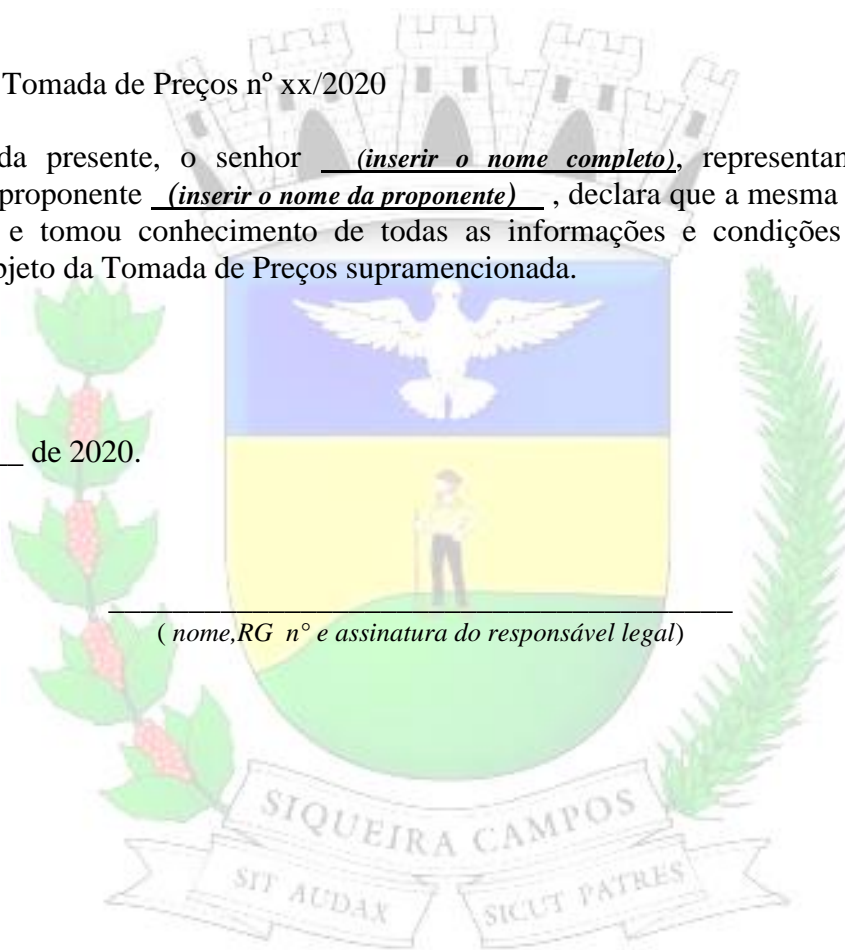 Tomada de Preços nº xx/2020
da presente, o senhor (inserir o nome completo), representan
proponente (inserir o nome da proponente) , declara que a mesma
e tomou conhecimento de todas as informações e condições
jeto da Tomada de Preços supramencionada.
__ de 2020.
( nome,RG n° e assinatura do responsável legal)
SIQUEIRA CAMPOS
SIT AUDAX SICUT PATRES